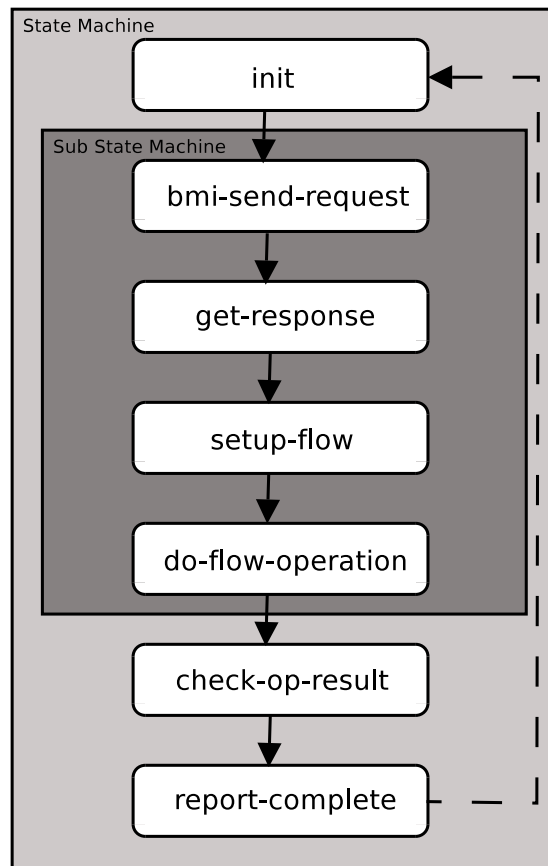 State Machine
init
Sub State Machine
bmi-send-request
get-response
setup-flow
do-flow-operation
check-op-result
report-complete